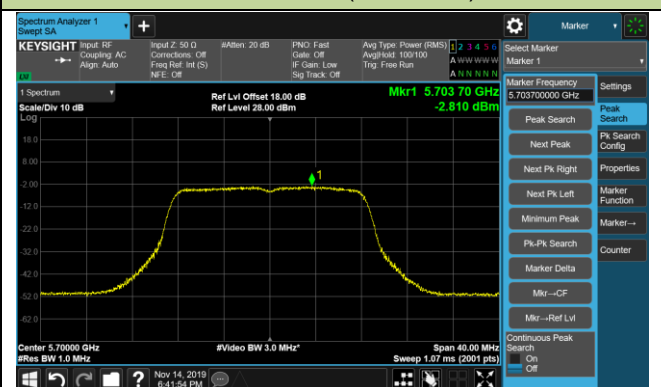 Spectrum Analyzer 1
Swept SA
Marker
KEYSIGHT
Input: RF
Coupling: AC
Align: Auto
Input Z: 50 Ω
Corrections: Off
Freq Ref: Int (S)
NFE: Off
#Atten: 20 dB
PNO: Fast
Gate: Off
IF Gain: Low
Sig Track: Off
Avg Type: Power (RMS)
Avg|Hold: 100/100
Trig: Free Run
1 2 3 4 5 6
A W W W W W
A N N N N N
Select Marker
Marker 1
1 Spectrum
Scale/Div 10 dB
Log
Ref Lvl Offset 18.00 dB
Ref Level 28.00 dBm
Mkr1 5.703 70 GHz
-2.810 dBm
18.0
8.00
-2.00
-12.0
-22.0
-32.0
-42.0
-52.0
-62.0
1
Center 5.70000 GHz
#Res BW 1.0 MHz
#Video BW 3.0 MHz*
Span 40.00 MHz
Sweep 1.07 ms (2001 pts)
Marker Frequency
5.703700000 GHz
Peak Search
Next Peak
Next Pk Right
Next Pk Left
Minimum Peak
Pk-Pk Search
Marker Delta
Mkr→CF
Mkr→Ref Lvl
Continuous Peak
Search
On
Off
Settings
Peak
Search
Pk Search
Config
Properties
Marker
Function
Marker→
Counter
?
Nov 14, 2019
6:41:54 PM